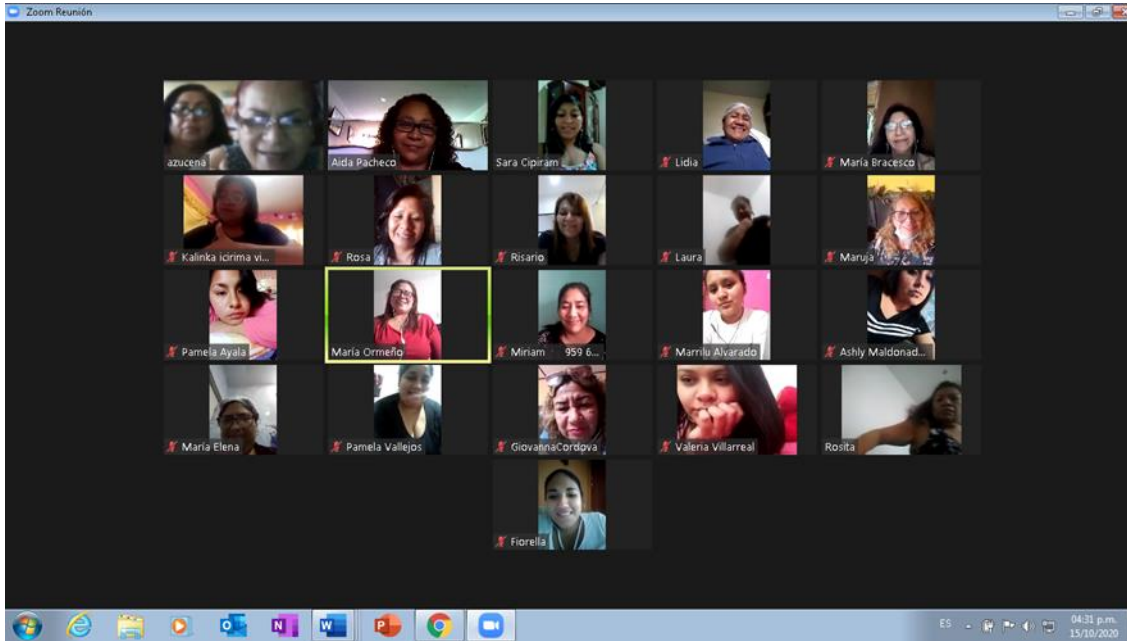 Zoom Reunión
azucena
Aida Pacheco
Sara Cipiram
Lidia
María Bracesco
Kalinka icirima vi...
Rosa
Risario
Laura
Maruja
Pamela Ayala
María Ormeño
Miriam 959 6...
Marrilu Alvarado
Ashly Maldonad...
María Elena
Pamela Vallejos
GiovannaCordova
Valeria Villarreal
Rosita
Fiorella
ES
04:31 p.m.
15/10/2020